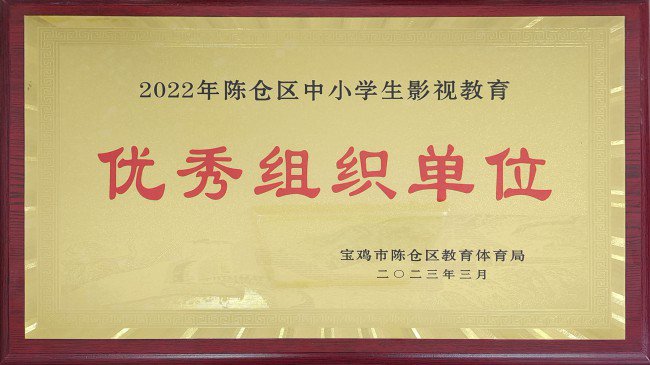 2022年陈仓区中小学生影视教育
优秀组织单位
宝鸡市陈仓区教育体育局
二〇二三年三月